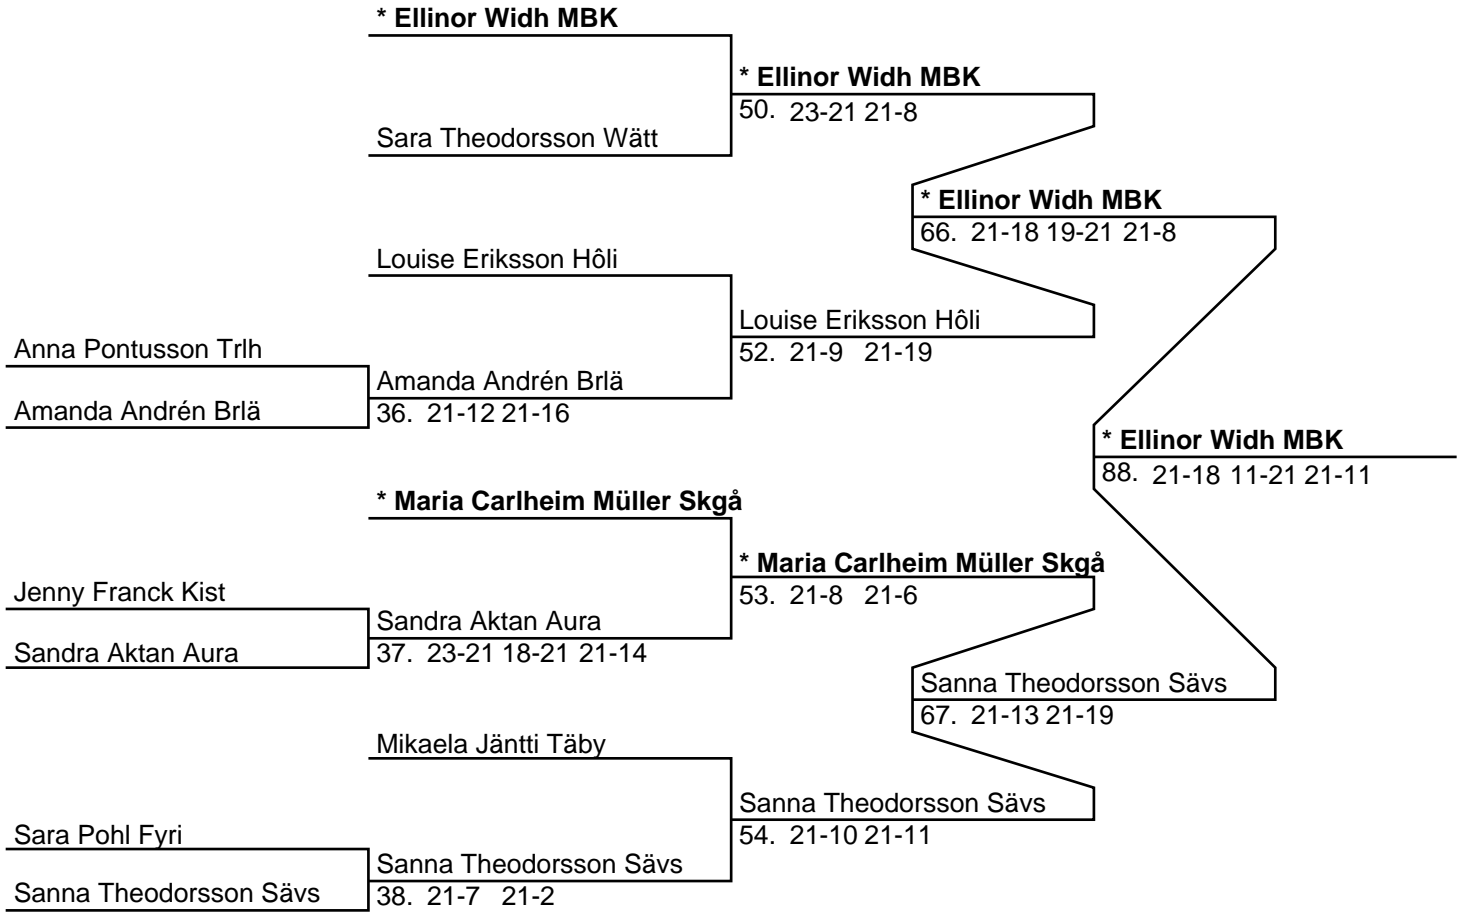 * Ellinor Widh MBK
* Ellinor Widh MBK
50. 23-21 21-8
Sara Theodorsson Wätt
* Ellinor Widh MBK
66. 21-18 19-21 21-8
Louise Eriksson Hôli
Louise Eriksson Hôli
52. 21-9 21-19
Anna Pontusson Trlh
Amanda Andrén Brlä
36. 21-12 21-16
Amanda Andrén Brlä
* Ellinor Widh MBK
88. 21-18 11-21 21-11
* Maria Carlheim Müller Skgå
* Maria Carlheim Müller Skgå
53. 21-8 21-6
Jenny Franck Kist
Sandra Aktan Aura
37. 23-21 18-21 21-14
Sandra Aktan Aura
Sanna Theodorsson Sävs
67. 21-13 21-19
Mikaela Jäntti Täby
Sanna Theodorsson Sävs
54. 21-10 21-11
Sara Pohl Fyri
Sanna Theodorsson Sävs
38. 21-7 21-2
Sanna Theodorsson Sävs